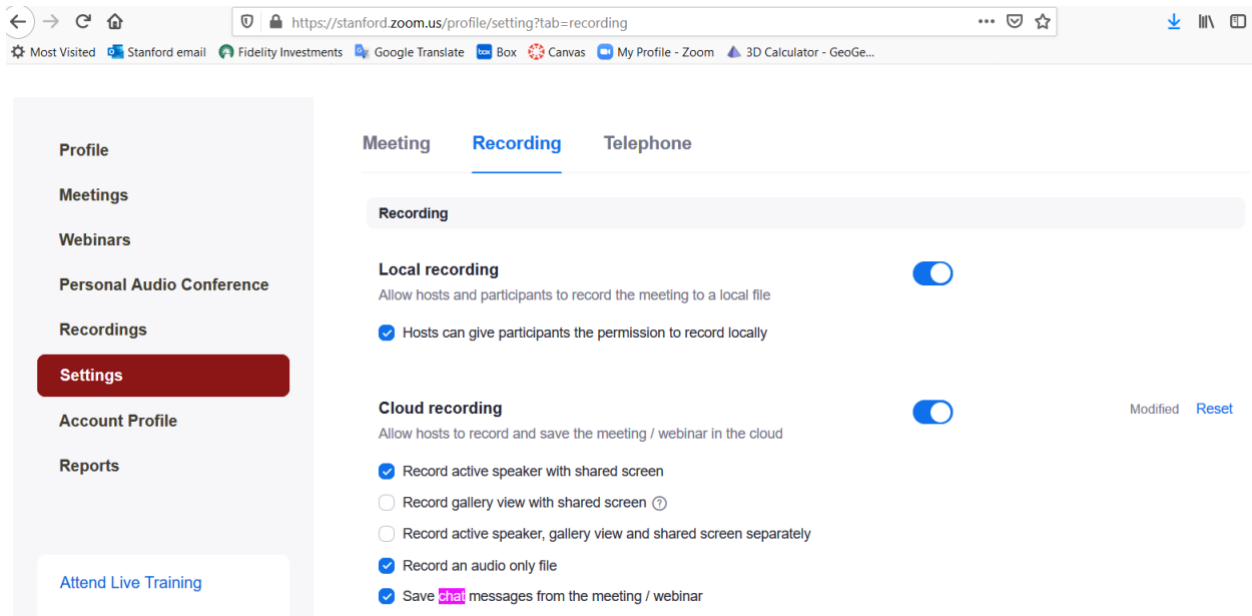 https://stanford.zoom.us/profile/setting?tab=recording
Most Visited Stanford email Fidelity Investments Google Translate box Box Canvas My Profile - Zoom 3D Calculator - GeoGe...
Profile
Meetings
Webinars
Personal Audio Conference
Recordings
Settings
Account Profile
Reports
Attend Live Training
Meeting Recording Telephone
Recording
Local recording
Allow hosts and participants to record the meeting to a local file
Hosts can give participants the permission to record locally
Cloud recording Modified Reset
Allow hosts to record and save the meeting / webinar in the cloud
Record active speaker with shared screen
Record gallery view with shared screen ?
Record active speaker, gallery view and shared screen separately
Record an audio only file
Save chat messages from the meeting / webinar